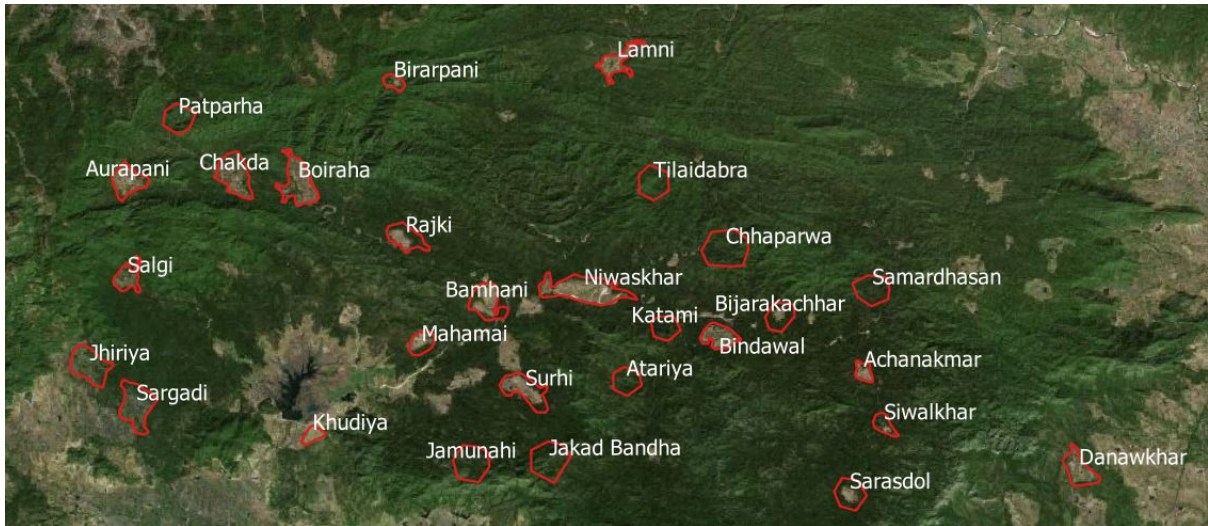 Lamni
Birarpani
Patparha
Aurapani
Chakda
Boiraha
Tilaidabra
Rajki
Chhaparwa
Salgi
Bamhani
Niwaskhar
Samardhasan
Bijarakachhar
Katami
Mahamai
Bindawal
Jhiriya
Achanakmar
Atariya
Surhi
Sargadi
Siwalkhar
Khudiya
Jamunahi
Jakad Bandha
Danawkhar
Sarasdol